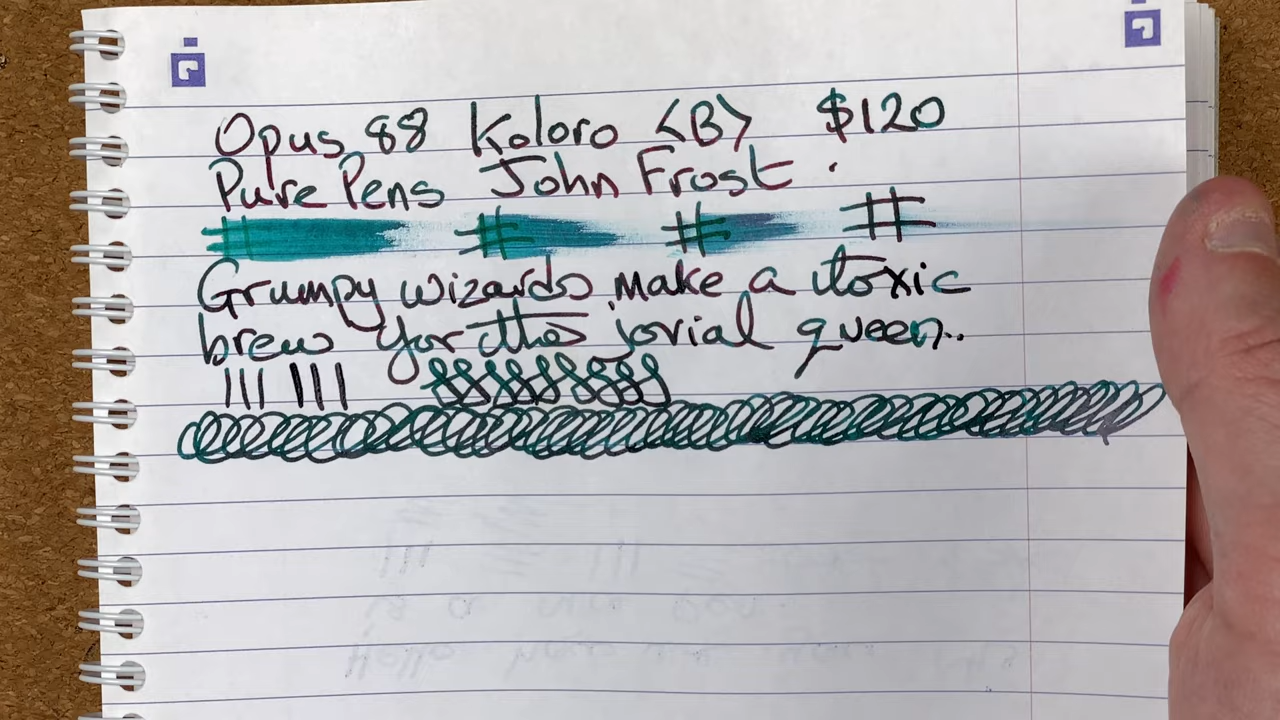 Opus 88 Koloro <B> $120
Pure Pens John Frost.
# # # #
Grumpy wizards make a toxic
brew for the jovial queen..